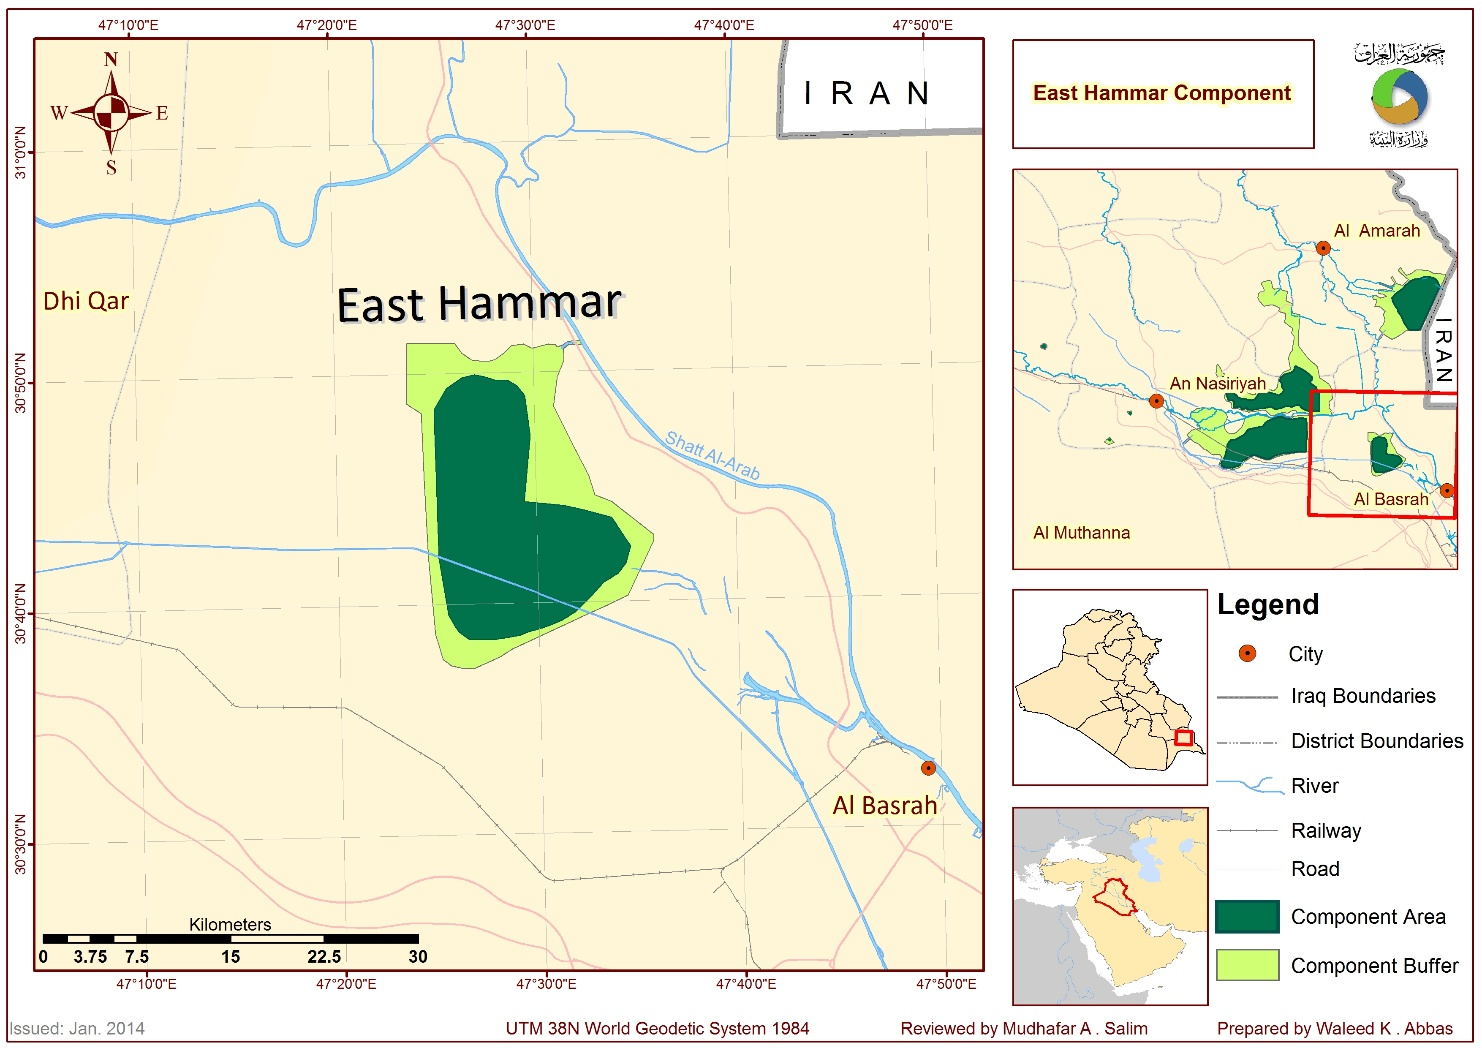 47°10'0"E 47°20'0"E 47°30'0"E 47°40'0"E 47°50'0"E
31°0'0"N
30°50'0"N
30°40'0"N
30°30'0"N
N
W E
S
IRAN
Dhi Qar
East Hammar
Shatt Al-Arab
Al Basrah
Kilometers
0 3.75 7.5 15 22.5 30
47°10'0"E 47°20'0"E 47°30'0"E 47°40'0"E 47°50'0"E
East Hammar Component
جمهورية العراق
وزارة البيئة
Al Amarah
IRAN
An Nasiriyah
Al Basrah
Al Muthanna
Legend
City
Iraq Boundaries
District Boundaries
River
Railway
Road
Component Area
Component Buffer
Issued: Jan. 2014
UTM 38N World Geodetic System 1984
Reviewed by Mudhafar A . Salim
Prepared by Waleed K . Abbas